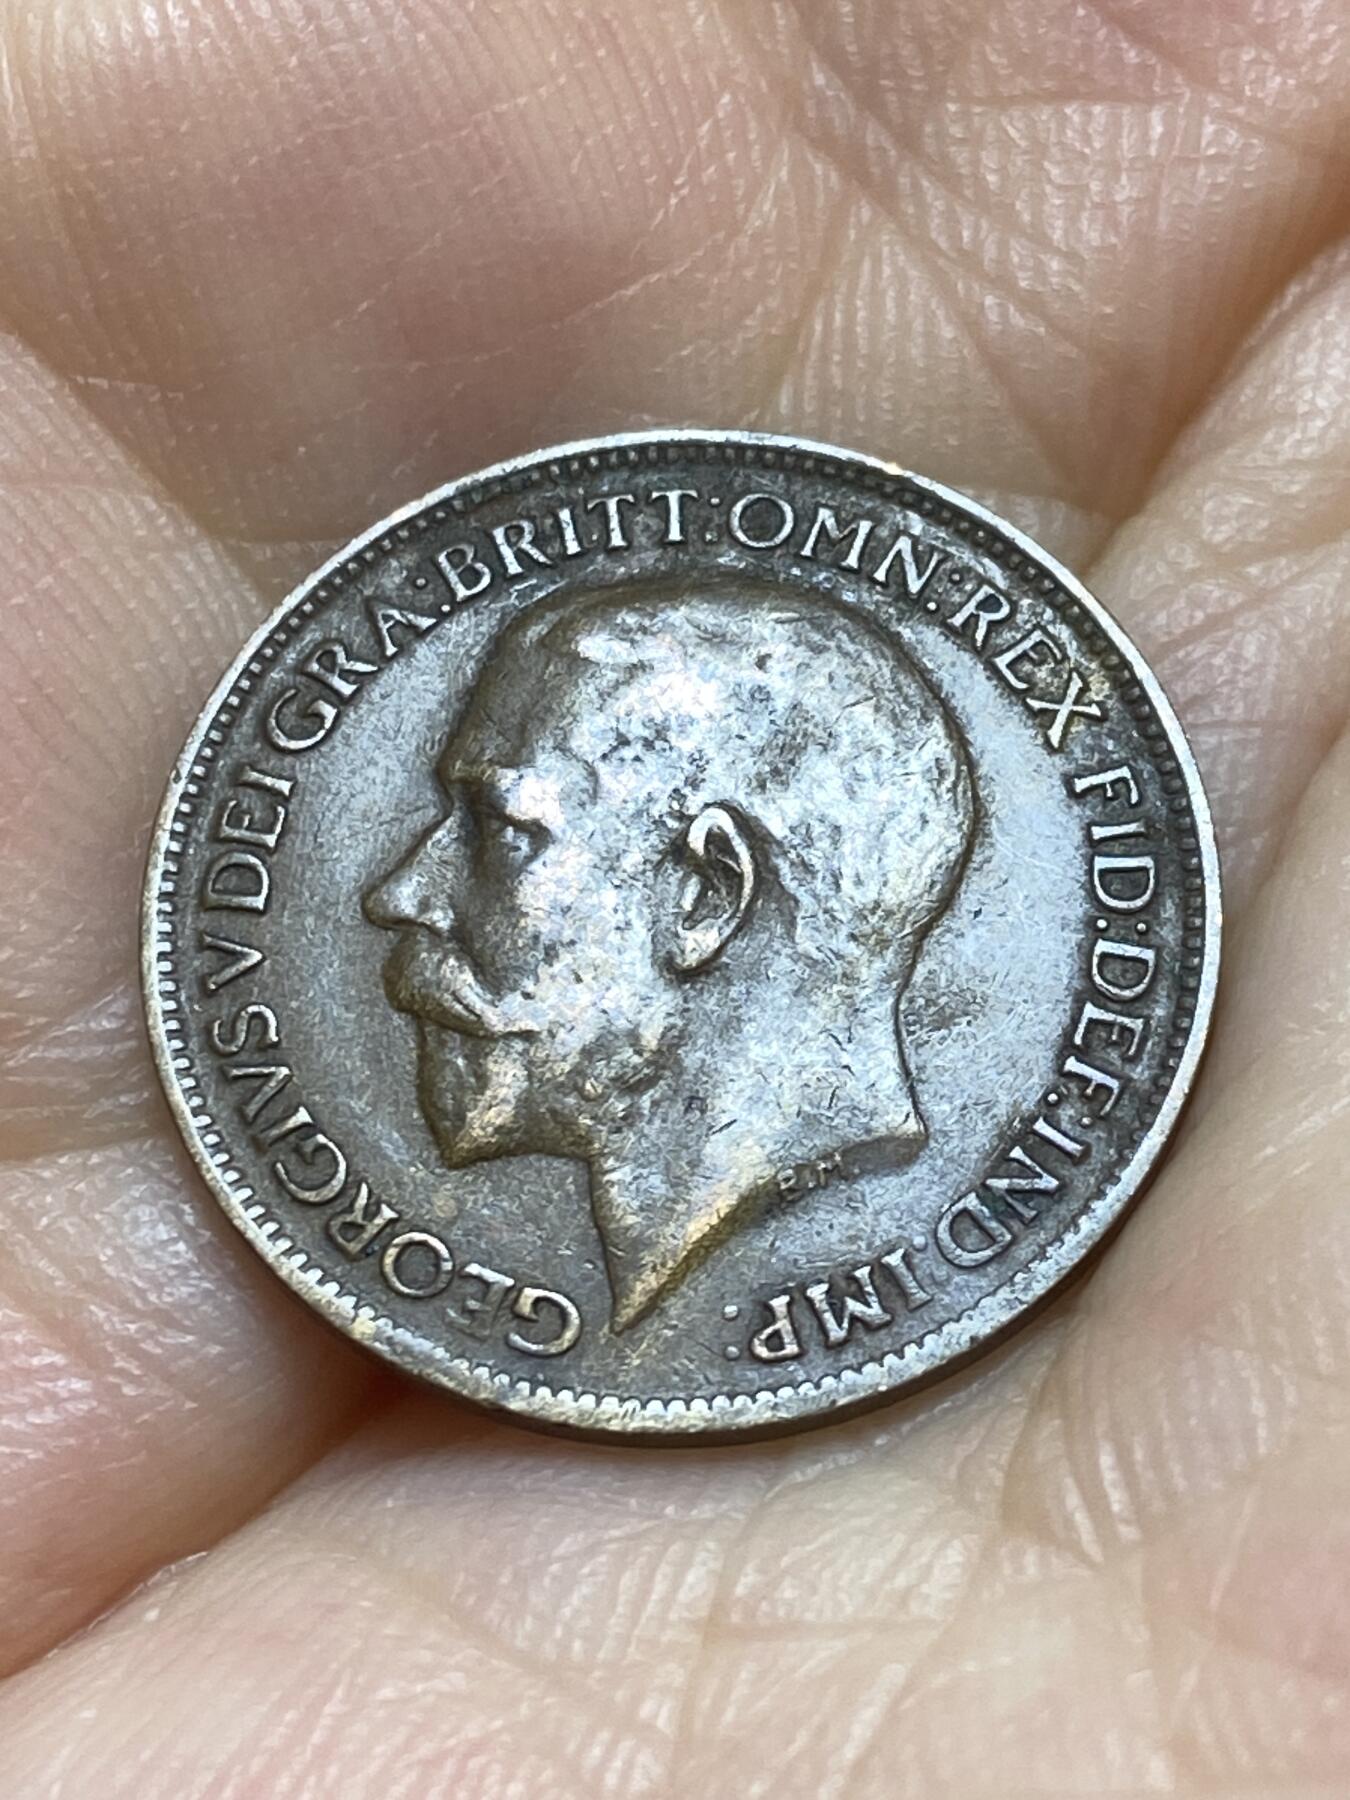 GEORGIVS V DEI GRA: BRITT: OMN: REX FID: DEF: IND: IMP:
B.M.